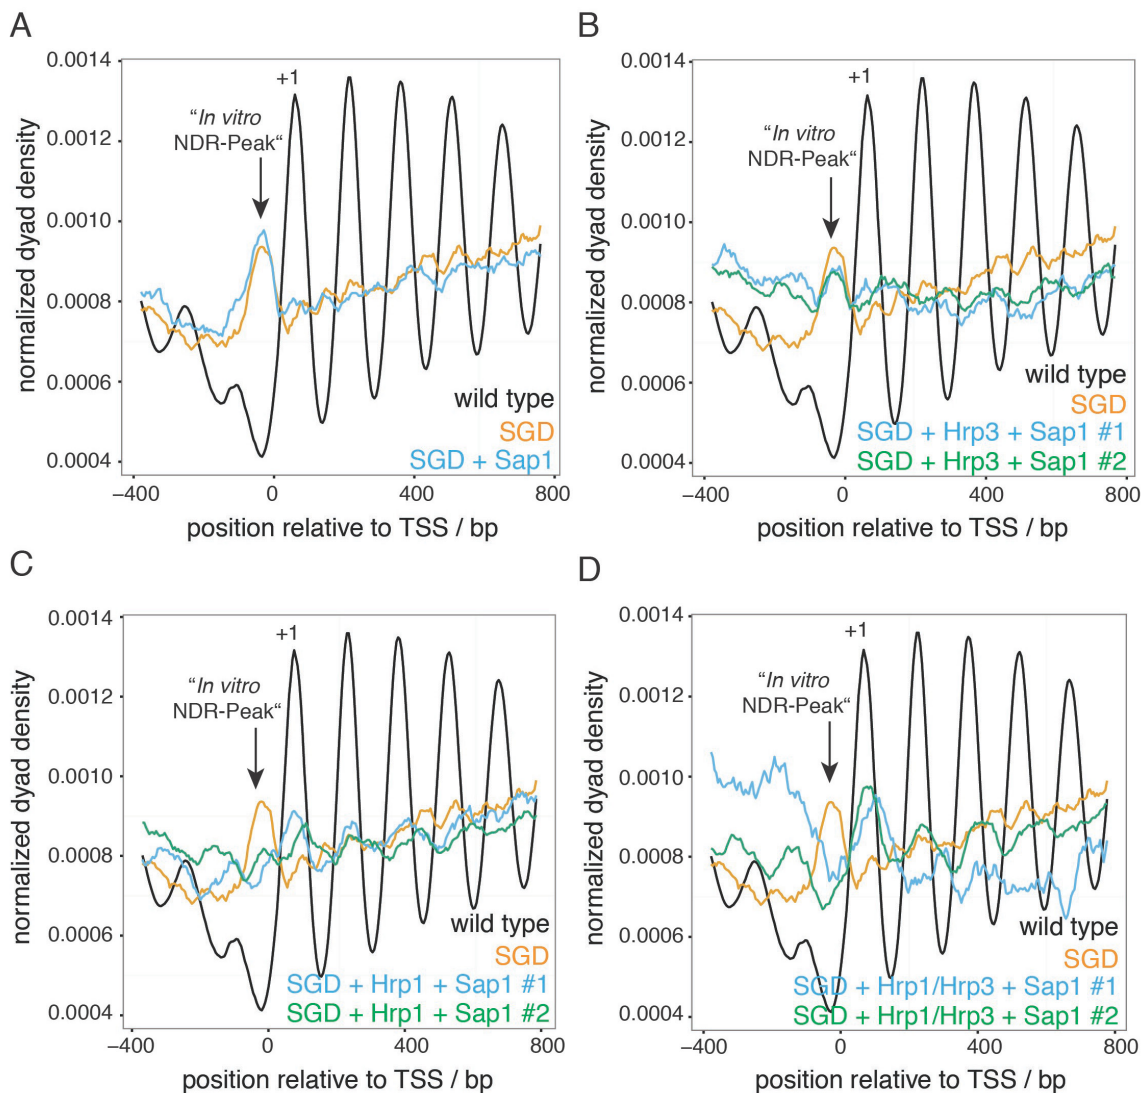 A
normalized dyad density
0.0014
0.0012
0.0010
0.0008
0.0006
0.0004
+1
“In vitro
NDR-Peak“
wild type
SGD
SGD + Sap1
−400
0
400
800
position relative to TSS / bp
B
normalized dyad density
0.0014
0.0012
0.0010
0.0008
0.0006
0.0004
+1
“In vitro
NDR-Peak“
wild type
SGD
SGD + Hrp3 + Sap1 #1
SGD + Hrp3 + Sap1 #2
−400
0
400
800
position relative to TSS / bp
C
normalized dyad density
0.0014
0.0012
0.0010
0.0008
0.0006
0.0004
+1
“In vitro
NDR-Peak“
wild type
SGD
SGD + Hrp1 + Sap1 #1
SGD + Hrp1 + Sap1 #2
−400
0
400
800
position relative to TSS / bp
D
normalized dyad density
0.0014
0.0012
0.0010
0.0008
0.0006
0.0004
+1
“In vitro
NDR-Peak“
wild type
SGD
SGD + Hrp1/Hrp3 + Sap1 #1
SGD + Hrp1/Hrp3 + Sap1 #2
−400
0
400
800
position relative to TSS / bp